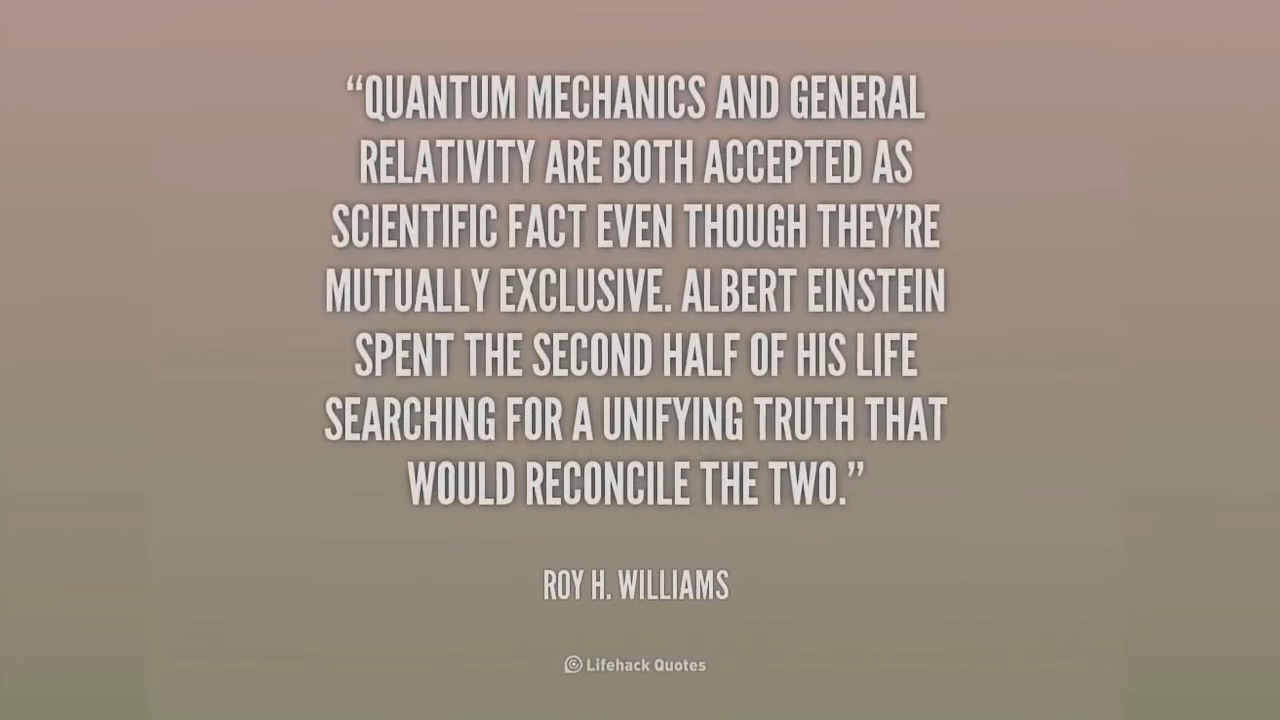 “QUANTUM MECHANICS AND GENERAL
RELATIVITY ARE BOTH ACCEPTED AS
SCIENTIFIC FACT EVEN THOUGH THEY’RE
MUTUALLY EXCLUSIVE. ALBERT EINSTEIN
SPENT THE SECOND HALF OF HIS LIFE
SEARCHING FOR A UNIFYING TRUTH THAT
WOULD RECONCILE THE TWO.”
ROY H. WILLIAMS
Lifehack Quotes